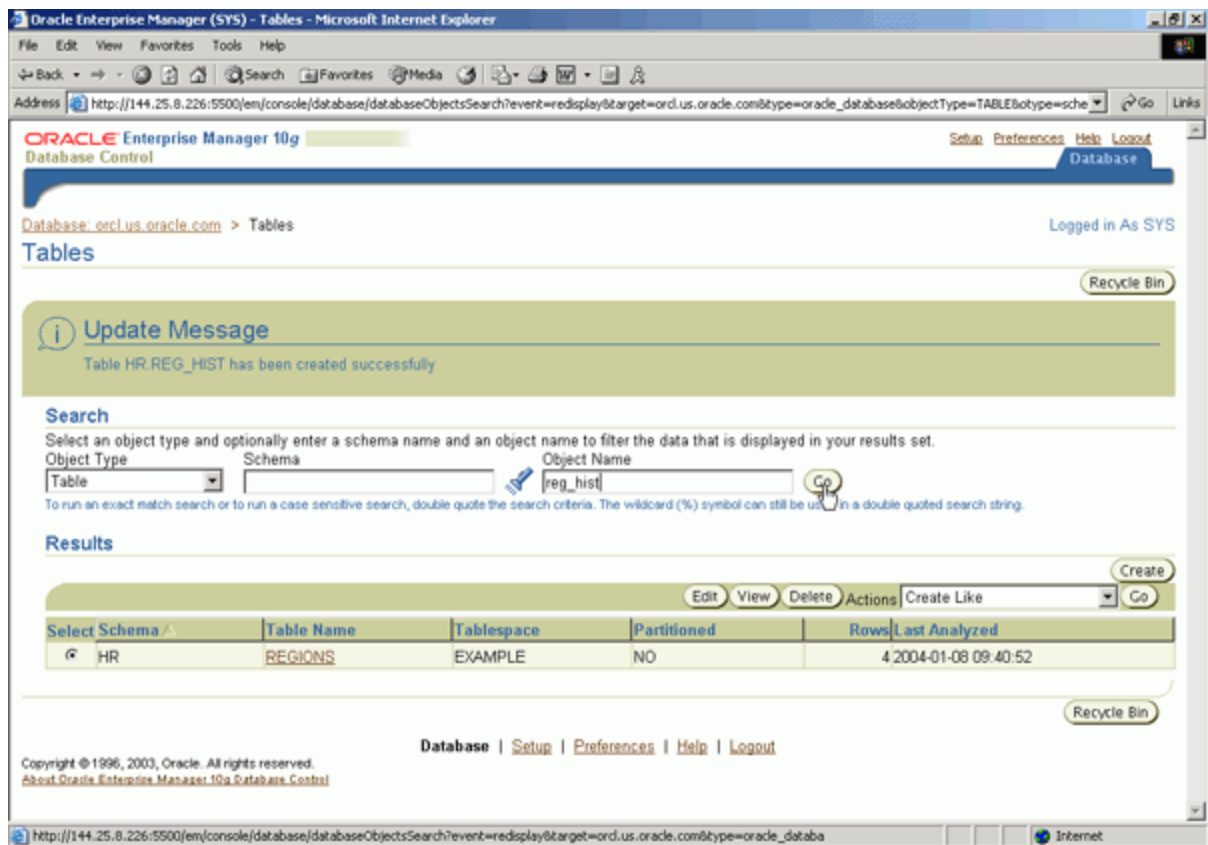 Oracle Enterprise Manager (SYS) - Tables - Microsoft Internet Explorer
File Edit View Favorites Tools Help
Back Search Favorites Media
Address http://144.25.8.226:5500/em/console/database/databaseObjectsSearch?event=redisplay&target=orcl.us.oracle.com&type=oracle_database&objectType=TABLE&otype=sche Go Links
ORACLE Enterprise Manager 10g Setup Preferences Help Logout
Database Control Database
Database: orcl.us.oracle.com > Tables Logged in As SYS
Tables
Recycle Bin
Update Message
Table HR.REG_HIST has been created successfully
Search
Select an object type and optionally enter a schema name and an object name to filter the data that is displayed in your results set.
Object Type Schema Object Name
Table reg_hist Go
To run an exact match search or to run a case sensitive search, double quote the search criteria. The wildcard (%) symbol can still be us in a double quoted search string.
Results
Create
Edit View Delete Actions Create Like Go
Select Schema Table Name Tablespace Partitioned Rows Last Analyzed
HR REGIONS EXAMPLE NO 4 2004-01-08 09:40:52
Recycle Bin
Database | Setup | Preferences | Help | Logout
Copyright © 1996, 2003, Oracle. All rights reserved.
About Oracle Enterprise Manager 10g Database Control
http://144.25.8.226:5500/em/console/database/databaseObjectsSearch?event=redisplay&target=orcl.us.oracle.com&type=oracle_databa Internet